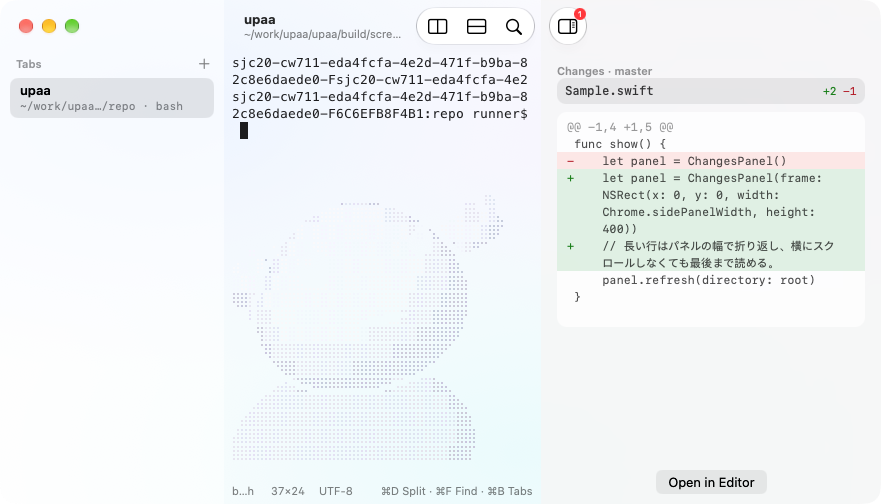 Tabs
+
upaa
~/work/upaa…/repo · bash
upaa
~/work/upaa/upaa/build/scre…
1
sjc20-cw711-eda4fcfa-4e2d-471f-b9ba-8
2c8e6daede0-Fsjc20-cw711-eda4fcfa-4e2
sjc20-cw711-eda4fcfa-4e2d-471f-b9ba-8
2c8e6daede0-F6C6EFB8F4B1:repo runner$
b…h 37×24 UTF-8 ⌘D Split · ⌘F Find · ⌘B Tabs
Changes · master
Sample.swift +2 −1
@@ -1,4 +1,5 @@
func show() {
− let panel = ChangesPanel()
+ let panel = ChangesPanel(frame:
NSRect(x: 0, y: 0, width:
Chrome.sidePanelWidth, height:
400))
+ // 長い行はパネルの幅で折り返し、横にスク
ロールしなくても最後まで読める。
panel.refresh(directory: root)
}
Open in Editor